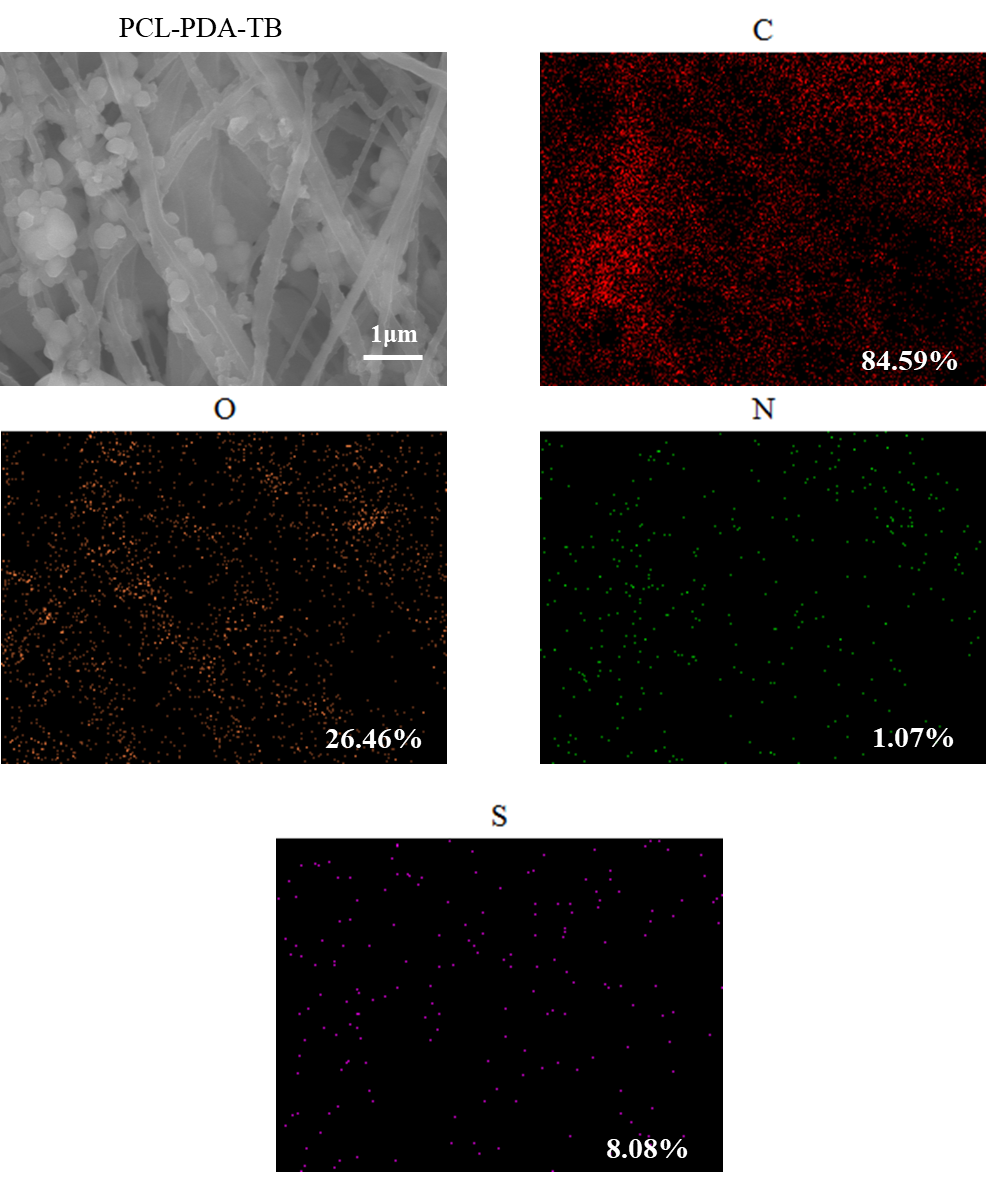 PCL-PDA-TB
C
1μm
84.59%
O
N
26.46%
1.07%
S
8.08%